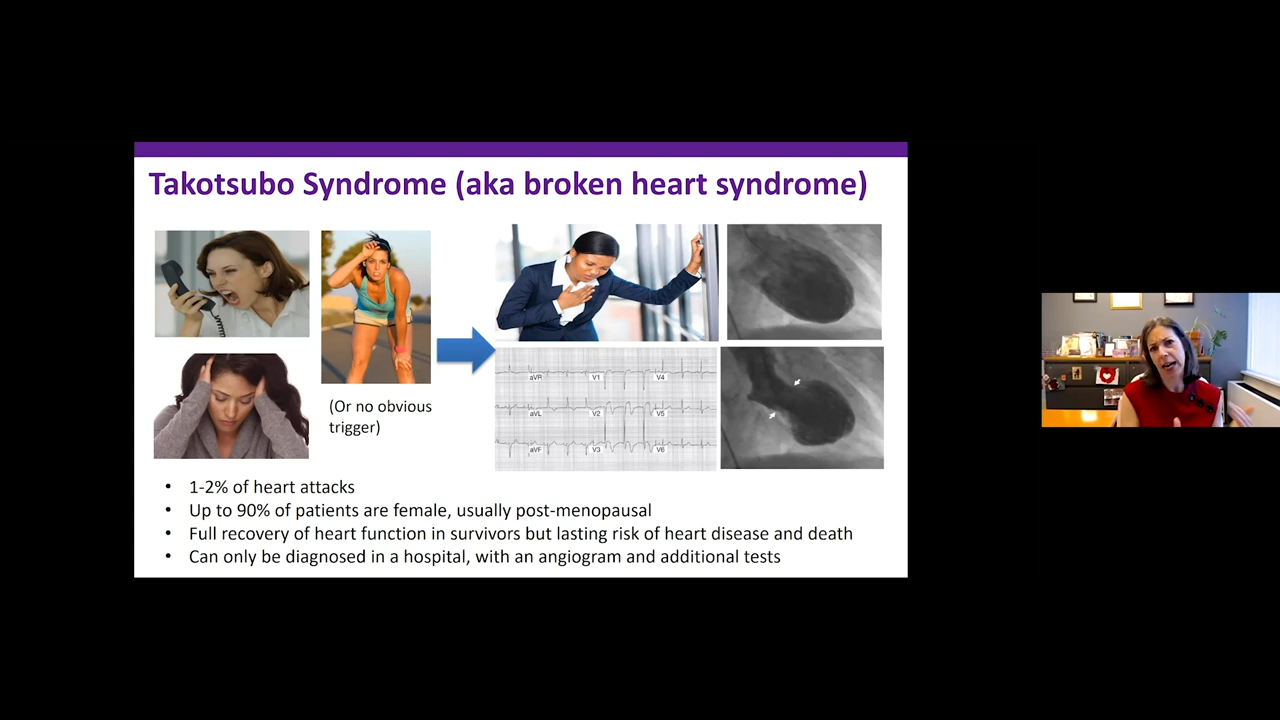 Takotsubo Syndrome (aka broken heart syndrome)
(Or no obvious
trigger)
aVR V1 V4
aVL V2 V5
aVF V3 V6
• 1-2% of heart attacks
• Up to 90% of patients are female, usually post-menopausal
• Full recovery of heart function in survivors but lasting risk of heart disease and death
• Can only be diagnosed in a hospital, with an angiogram and additional tests